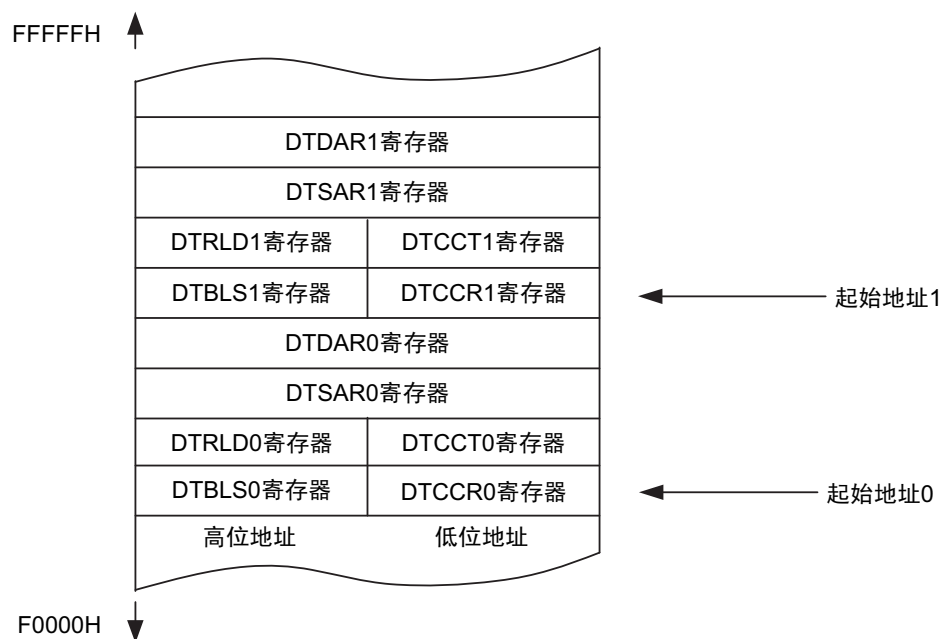 FFFFFH
DTDAR1寄存器
DTSAR1寄存器
DTRLD1寄存器 DTCCT1寄存器
DTBLS1寄存器 DTCCR1寄存器 起始地址1
DTDAR0寄存器
DTSAR0寄存器
DTRLD0寄存器 DTCCT0寄存器
DTBLS0寄存器 DTCCR0寄存器 起始地址0
高位地址 低位地址
F0000H